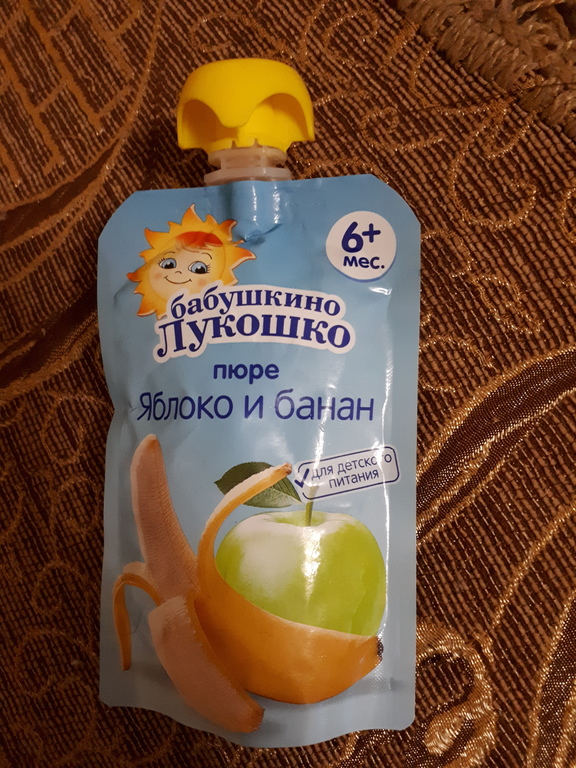 6+
мес.
бабушкино
Лукошко
пюре
Яблоко и банан
для детского
питания